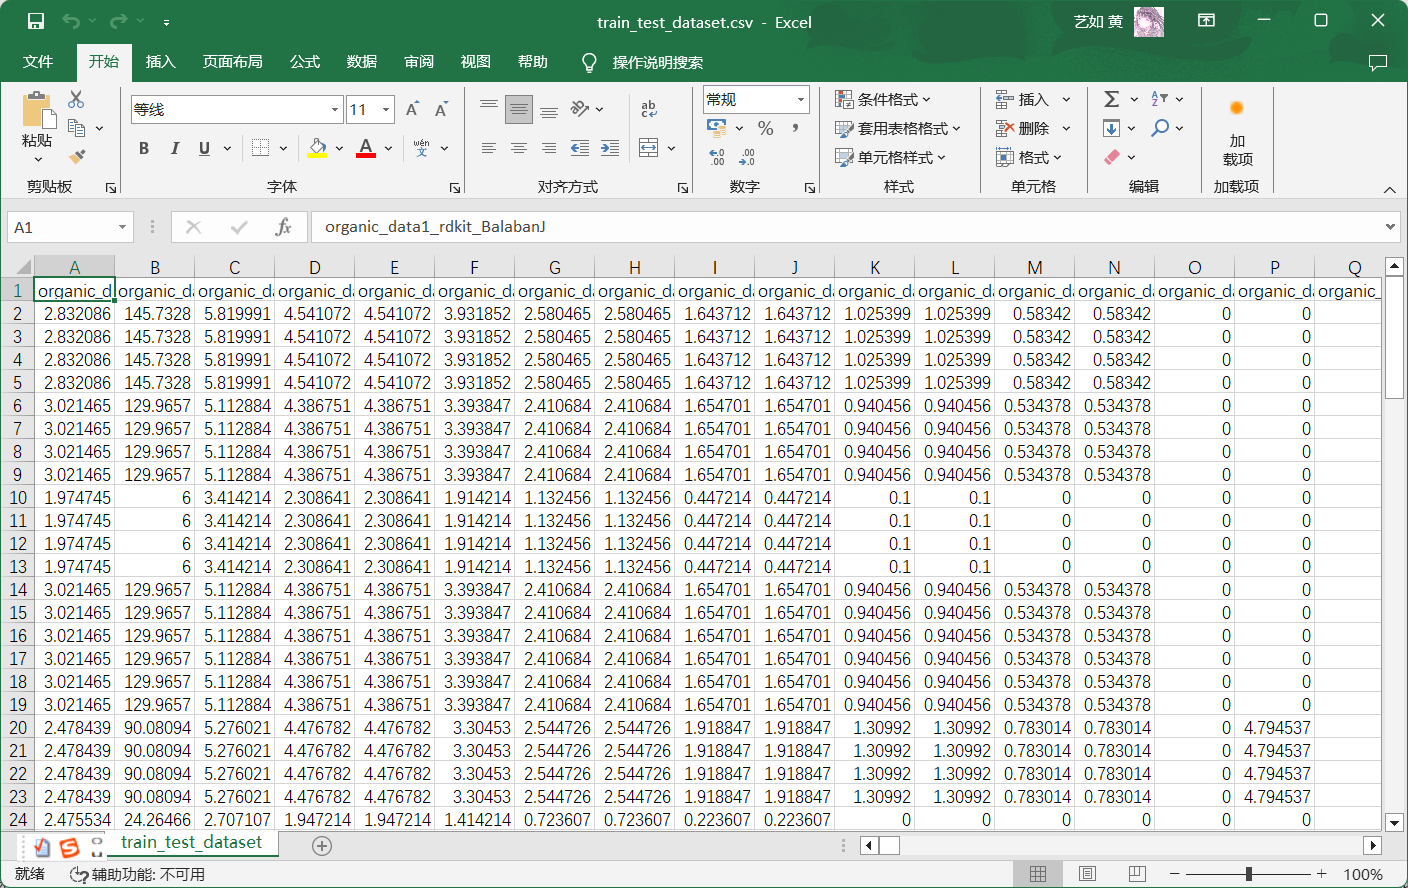 train_test_dataset.csv - Excel
艺如 黄
文件 开始 插入 页面布局 公式 数据 审阅 视图 帮助 操作说明搜索
粘贴 等线 11 常规 条件格式 插入
套用表格格式 删除
单元格样式 格式
加
载项
剪贴板 字体 对齐方式 数字 样式 单元格 编辑 加载项
A1 organic_data1_rdkit_BalabanJ
A B C D E F G H I J K L M N O P Q
1 organic_d organic_da organic_da organic_da organic_da organic_da organic_da organic_da organic_da organic_da organic_da organic_da organic_da organic_da organic_da organic_da organic_
2 2.832086 145.7328 5.819991 4.541072 4.541072 3.931852 2.580465 2.580465 1.643712 1.643712 1.025399 1.025399 0.58342 0.58342 0 0
3 2.832086 145.7328 5.819991 4.541072 4.541072 3.931852 2.580465 2.580465 1.643712 1.643712 1.025399 1.025399 0.58342 0.58342 0 0
4 2.832086 145.7328 5.819991 4.541072 4.541072 3.931852 2.580465 2.580465 1.643712 1.643712 1.025399 1.025399 0.58342 0.58342 0 0
5 2.832086 145.7328 5.819991 4.541072 4.541072 3.931852 2.580465 2.580465 1.643712 1.643712 1.025399 1.025399 0.58342 0.58342 0 0
6 3.021465 129.9657 5.112884 4.386751 4.386751 3.393847 2.410684 2.410684 1.654701 1.654701 0.940456 0.940456 0.534378 0.534378 0 0
7 3.021465 129.9657 5.112884 4.386751 4.386751 3.393847 2.410684 2.410684 1.654701 1.654701 0.940456 0.940456 0.534378 0.534378 0 0
8 3.021465 129.9657 5.112884 4.386751 4.386751 3.393847 2.410684 2.410684 1.654701 1.654701 0.940456 0.940456 0.534378 0.534378 0 0
9 3.021465 129.9657 5.112884 4.386751 4.386751 3.393847 2.410684 2.410684 1.654701 1.654701 0.940456 0.940456 0.534378 0.534378 0 0
10 1.974745 6 3.414214 2.308641 2.308641 1.914214 1.132456 1.132456 0.447214 0.447214 0.1 0.1 0 0 0 0
11 1.974745 6 3.414214 2.308641 2.308641 1.914214 1.132456 1.132456 0.447214 0.447214 0.1 0.1 0 0 0 0
12 1.974745 6 3.414214 2.308641 2.308641 1.914214 1.132456 1.132456 0.447214 0.447214 0.1 0.1 0 0 0 0
13 1.974745 6 3.414214 2.308641 2.308641 1.914214 1.132456 1.132456 0.447214 0.447214 0.1 0.1 0 0 0 0
14 3.021465 129.9657 5.112884 4.386751 4.386751 3.393847 2.410684 2.410684 1.654701 1.654701 0.940456 0.940456 0.534378 0.534378 0 0
15 3.021465 129.9657 5.112884 4.386751 4.386751 3.393847 2.410684 2.410684 1.654701 1.654701 0.940456 0.940456 0.534378 0.534378 0 0
16 3.021465 129.9657 5.112884 4.386751 4.386751 3.393847 2.410684 2.410684 1.654701 1.654701 0.940456 0.940456 0.534378 0.534378 0 0
17 3.021465 129.9657 5.112884 4.386751 4.386751 3.393847 2.410684 2.410684 1.654701 1.654701 0.940456 0.940456 0.534378 0.534378 0 0
18 3.021465 129.9657 5.112884 4.386751 4.386751 3.393847 2.410684 2.410684 1.654701 1.654701 0.940456 0.940456 0.534378 0.534378 0 0
19 3.021465 129.9657 5.112884 4.386751 4.386751 3.393847 2.410684 2.410684 1.654701 1.654701 0.940456 0.940456 0.534378 0.534378 0 0
20 2.478439 90.08094 5.276021 4.476782 4.476782 3.30453 2.544726 2.544726 1.918847 1.918847 1.30992 1.30992 0.783014 0.783014 0 4.794537
21 2.478439 90.08094 5.276021 4.476782 4.476782 3.30453 2.544726 2.544726 1.918847 1.918847 1.30992 1.30992 0.783014 0.783014 0 4.794537
22 2.478439 90.08094 5.276021 4.476782 4.476782 3.30453 2.544726 2.544726 1.918847 1.918847 1.30992 1.30992 0.783014 0.783014 0 4.794537
23 2.478439 90.08094 5.276021 4.476782 4.476782 3.30453 2.544726 2.544726 1.918847 1.918847 1.30992 1.30992 0.783014 0.783014 0 4.794537
24 2.475534 24.26466 2.707107 1.947214 1.947214 1.414214 0.723607 0.723607 0.223607 0.223607 0 0 0 0 0 0
train_test_dataset
就绪 辅助功能: 不可用 100%